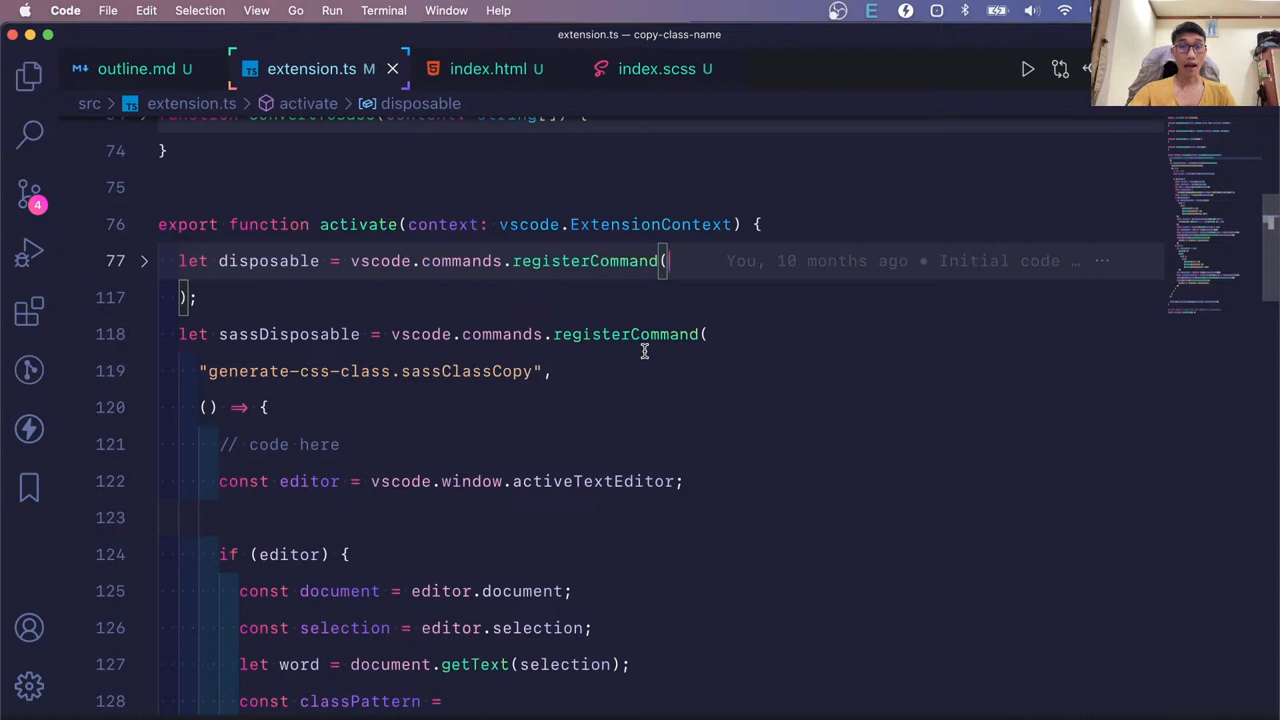 Code File Edit Selection View Go Run Terminal Window Help
extension.ts — copy-class-name
outline.md U extension.ts M index.html U index.scss U
src extension.ts activate disposable
74 }
75
76 export function activate(context: vscode.ExtensionContext) {
77 let disposable = vscode.commands.registerCommand( You, 10 months ago • Initial code … ...
117 );
118 let sassDisposable = vscode.commands.registerCommand(
119 "generate-css-class.sassClassCopy",
120 () => {
121 // code here
122 const editor = vscode.window.activeTextEditor;
123
124 if (editor) {
125 const document = editor.document;
126 const selection = editor.selection;
127 let word = document.getText(selection);
128 const classPattern =
4